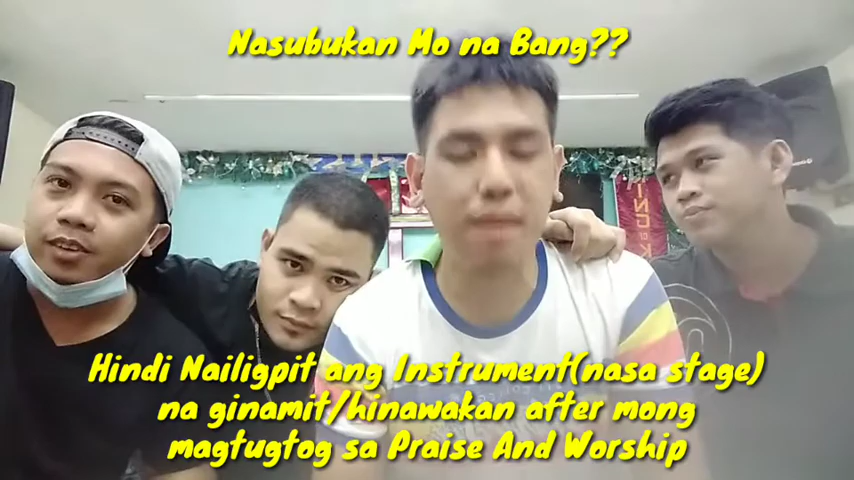 Nasubukan Mo na Bang??
Hindi Nailigpit ang Instrument(nasa stage)
na ginamit/hinawakan after mong
magtugtog sa Praise And Worship